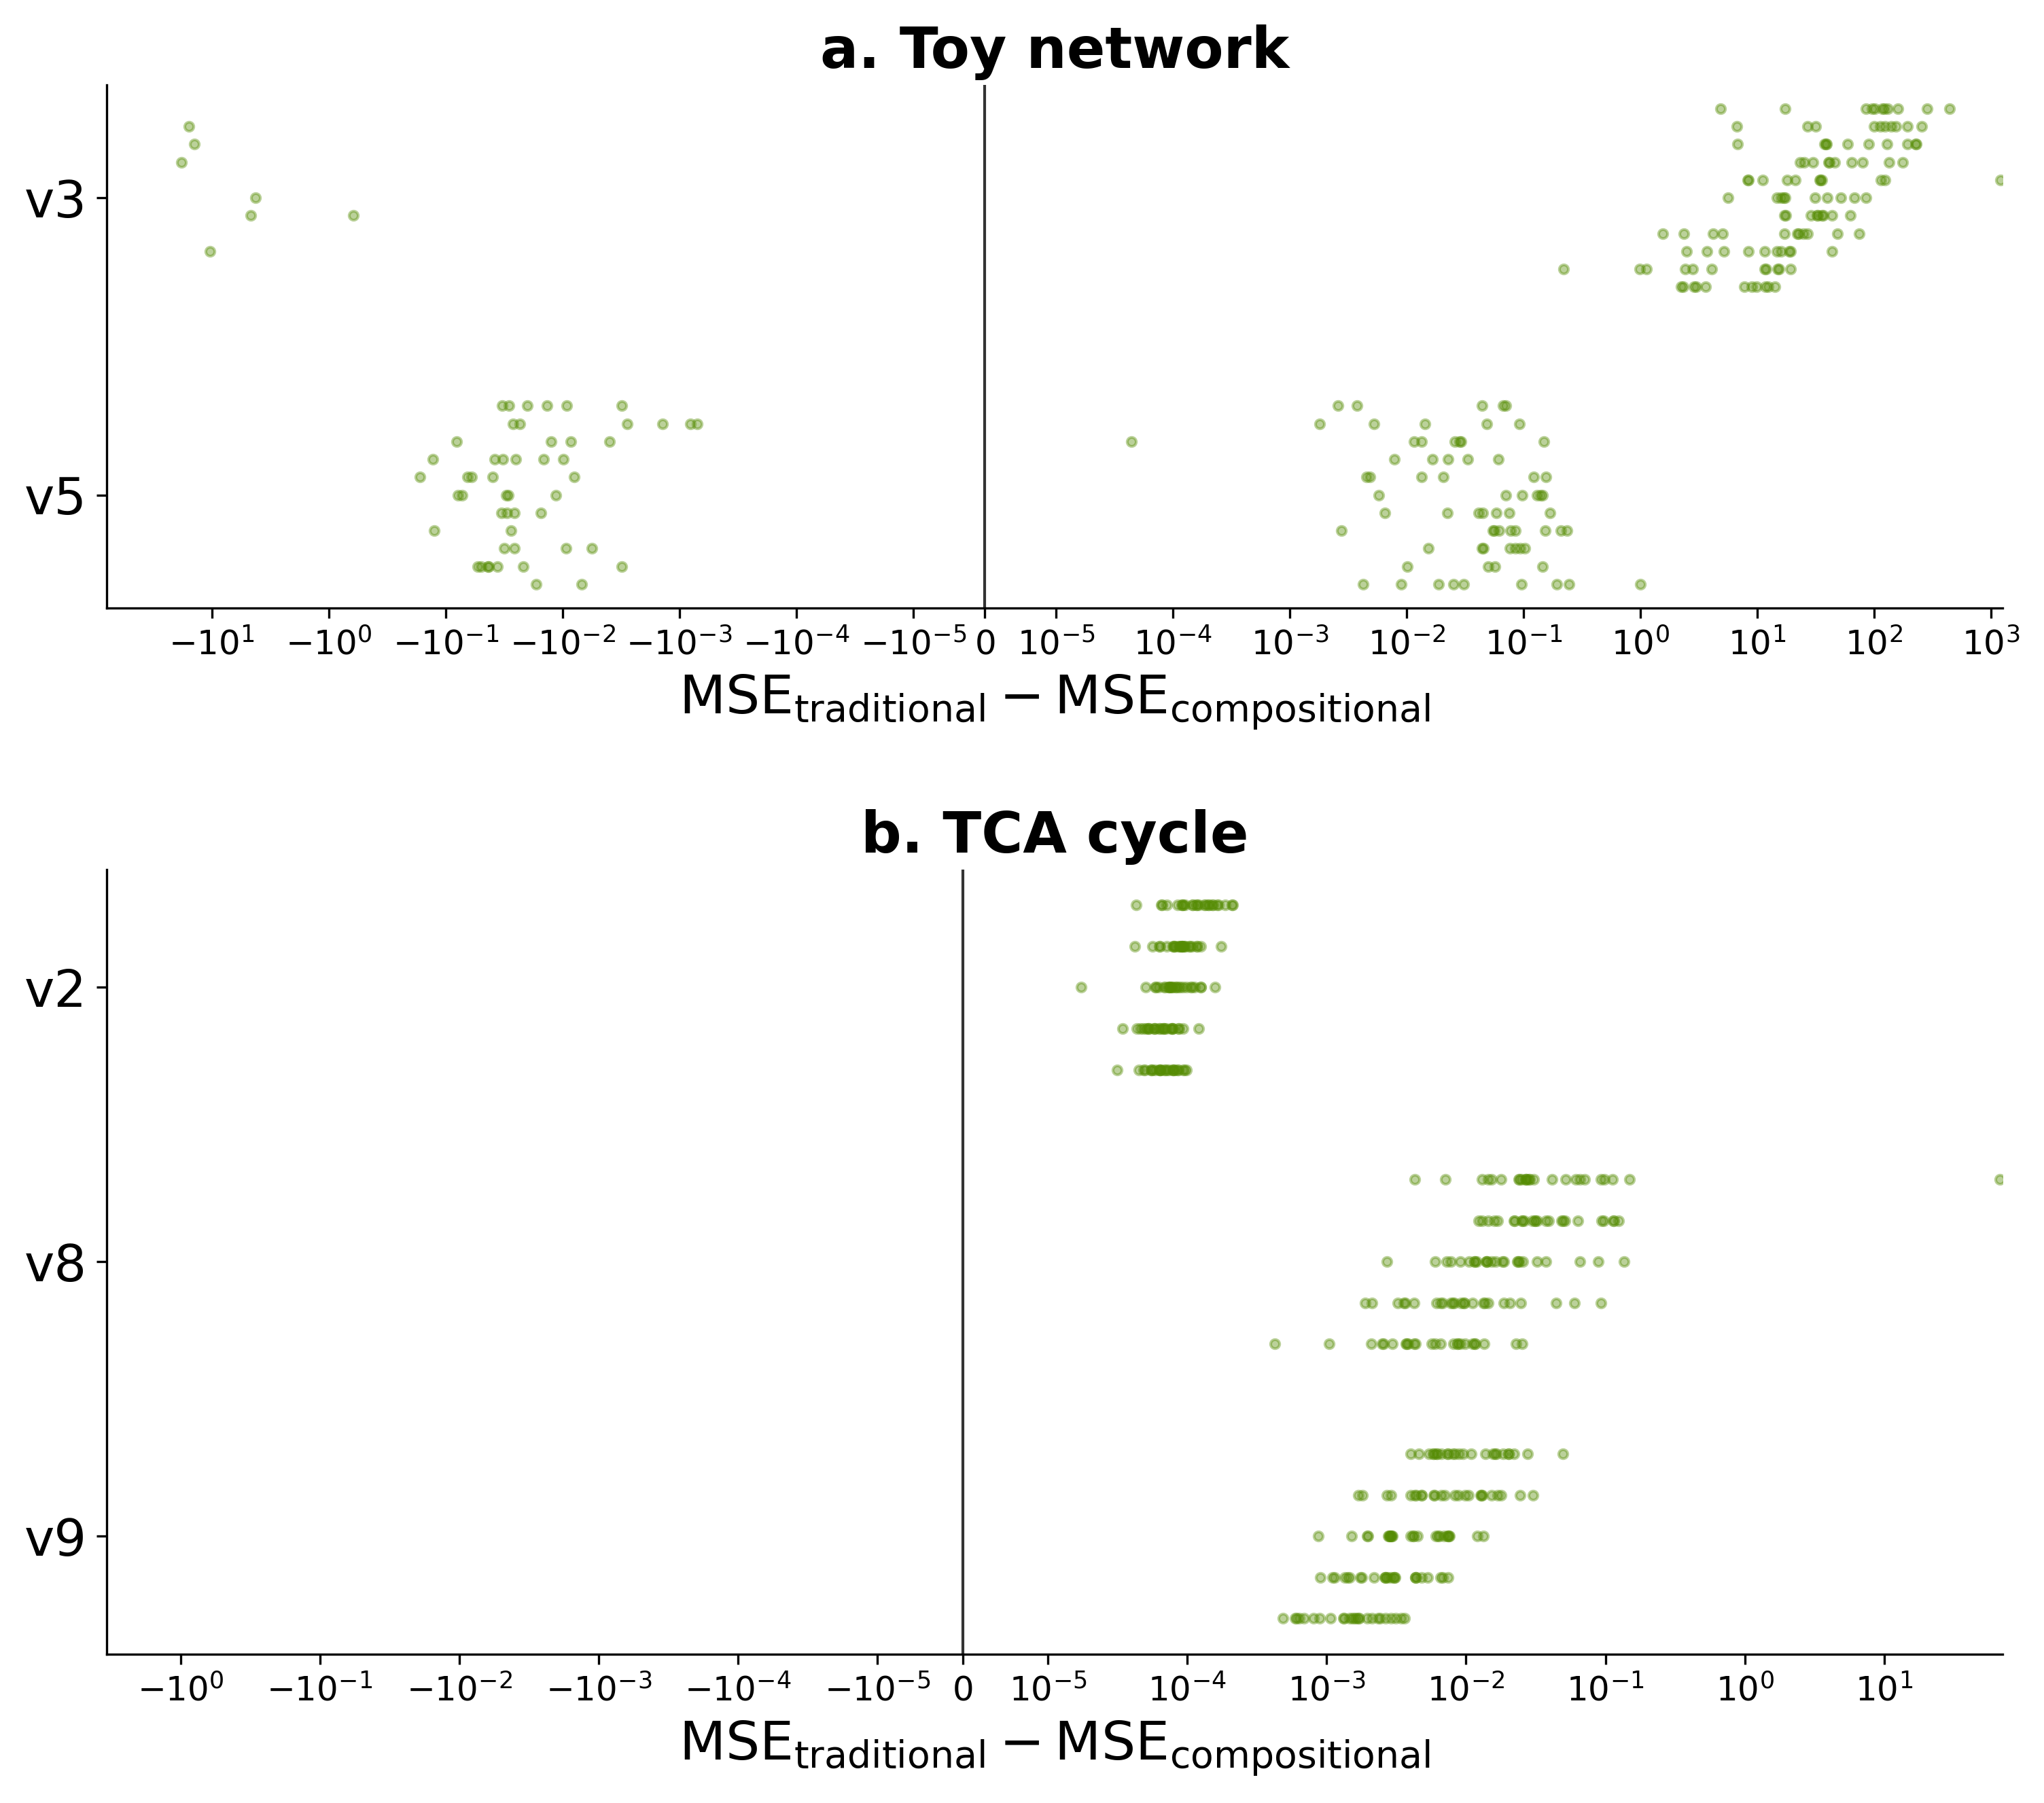 a. Toy network
v3
v5
−10¹ −10⁰ −10⁻¹ −10⁻² −10⁻³ −10⁻⁴ −10⁻⁵ 0 10⁻⁵ 10⁻⁴ 10⁻³ 10⁻² 10⁻¹ 10⁰ 10¹ 10² 10³
MSE_traditional − MSE_compositional
b. TCA cycle
v2
v8
v9
−10⁰ −10⁻¹ −10⁻² −10⁻³ −10⁻⁴ −10⁻⁵ 0 10⁻⁵ 10⁻⁴ 10⁻³ 10⁻² 10⁻¹ 10⁰ 10¹
MSE_traditional − MSE_compositional